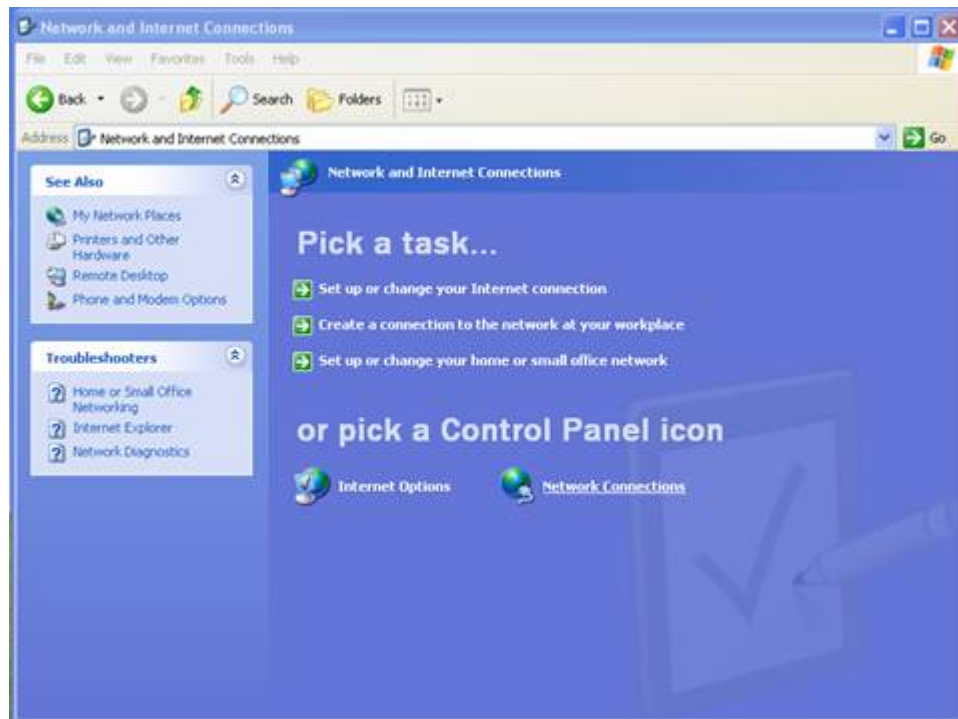 Network and Internet Connections
File Edit View Favorites Tools Help
Back Search Folders
Address Network and Internet Connections Go
See Also
My Network Places
Printers and Other
Hardware
Remote Desktop
Phone and Modem Options
Troubleshooters
Home or Small Office
Networking
Internet Explorer
Network Diagnostics
Network and Internet Connections
Pick a task...
Set up or change your Internet connection
Create a connection to the network at your workplace
Set up or change your home or small office network
or pick a Control Panel icon
Internet Options Network Connections